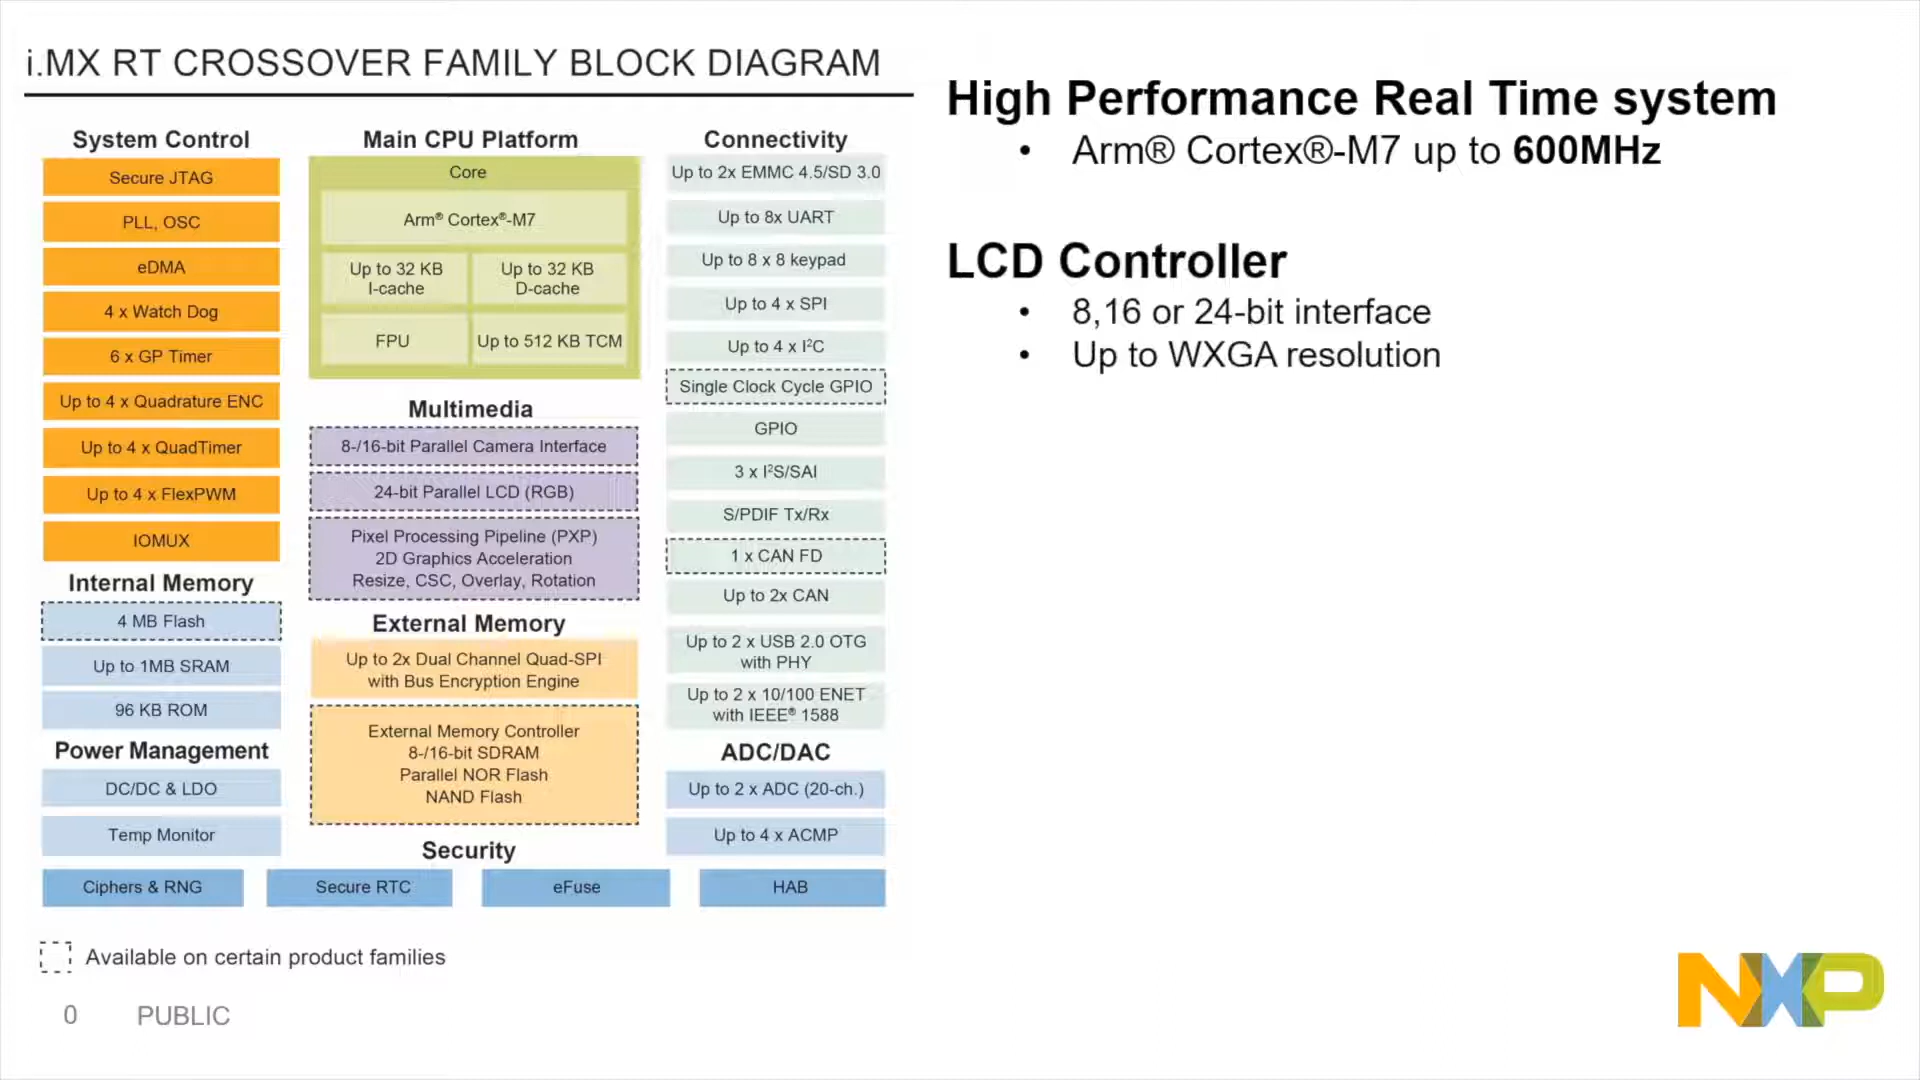 i.MX RT CROSSOVER FAMILY BLOCK DIAGRAM
System Control
Secure JTAG
PLL, OSC
eDMA
4 x Watch Dog
6 x GP Timer
Up to 4 x Quadrature ENC
Up to 4 x QuadTimer
Up to 4 x FlexPWM
IOMUX
Internal Memory
4 MB Flash
Up to 1MB SRAM
96 KB ROM
Power Management
DC/DC & LDO
Temp Monitor
Main CPU Platform
Core
Arm® Cortex®-M7
Up to 32 KB
I-cache
Up to 32 KB
D-cache
FPU
Up to 512 KB TCM
Multimedia
8-/16-bit Parallel Camera Interface
24-bit Parallel LCD (RGB)
Pixel Processing Pipeline (PXP)
2D Graphics Acceleration
Resize, CSC, Overlay, Rotation
External Memory
Up to 2x Dual Channel Quad-SPI
with Bus Encryption Engine
External Memory Controller
8-/16-bit SDRAM
Parallel NOR Flash
NAND Flash
Connectivity
Up to 2x EMMC 4.5/SD 3.0
Up to 8x UART
Up to 8 x 8 keypad
Up to 4 x SPI
Up to 4 x I²C
Single Clock Cycle GPIO
GPIO
3 x I²S/SAI
S/PDIF Tx/Rx
1 x CAN FD
Up to 2x CAN
Up to 2 x USB 2.0 OTG
with PHY
Up to 2 x 10/100 ENET
with IEEE® 1588
ADC/DAC
Up to 2 x ADC (20-ch.)
Up to 4 x ACMP
Security
Ciphers & RNG
Secure RTC
eFuse
HAB
Available on certain product families
0 PUBLIC
High Performance Real Time system
• Arm® Cortex®-M7 up to 600MHz
LCD Controller
• 8,16 or 24-bit interface
• Up to WXGA resolution
NXP